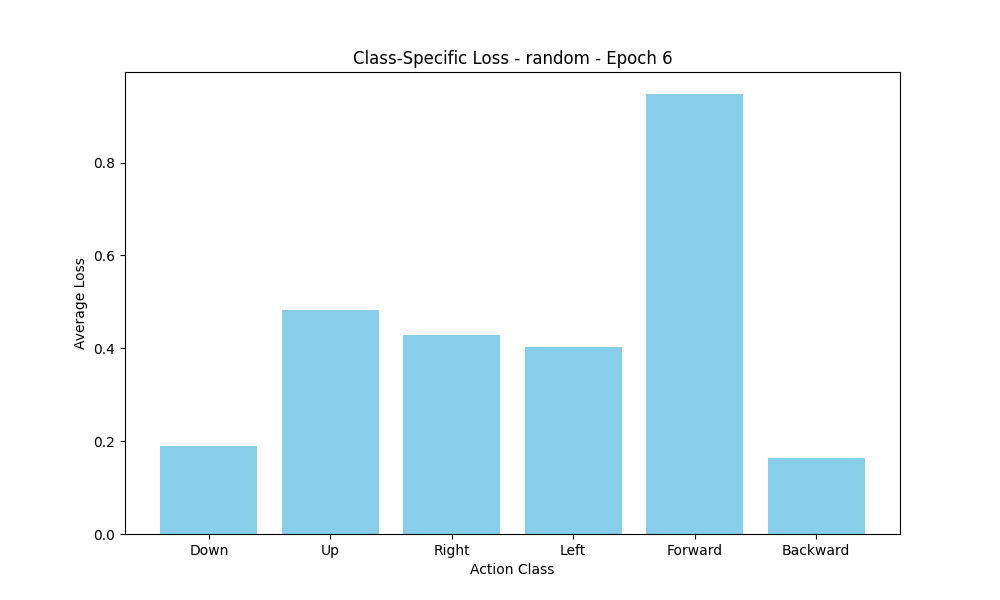 Class-Specific Loss - random - Epoch 6
Average Loss
0.8
0.6
0.4
0.2
0.0
Down Up Right Left Forward Backward
Action Class